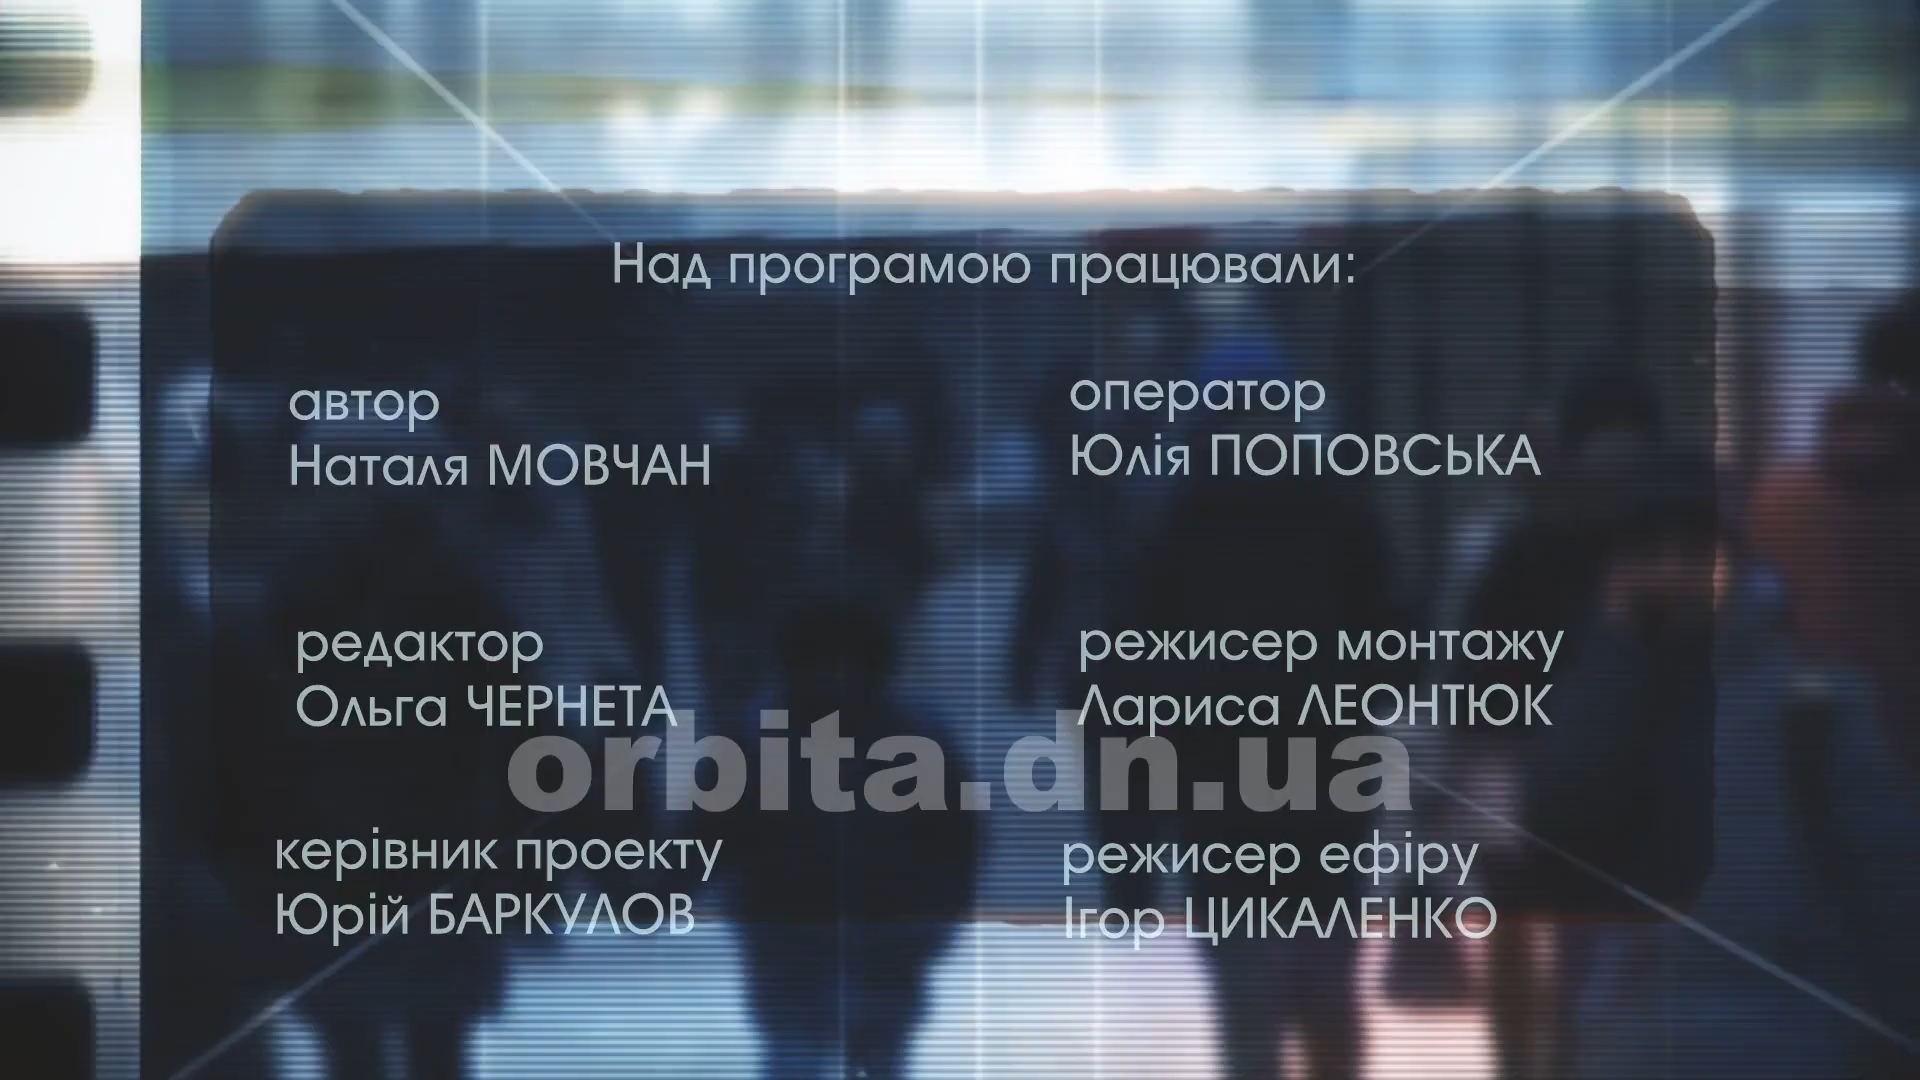 Над програмою працювали:
автор
Наталя МОВЧАН
оператор
Юлія ПОПОВСЬКА
редактор
Ольга ЧЕРНЕТА
режисер монтажу
Лариса ЛЕОНТЮК
orbita.dn.ua
керівник проекту
Юрій БАРКУЛОВ
режисер ефіру
Ігор ЦИКАЛЕНКО